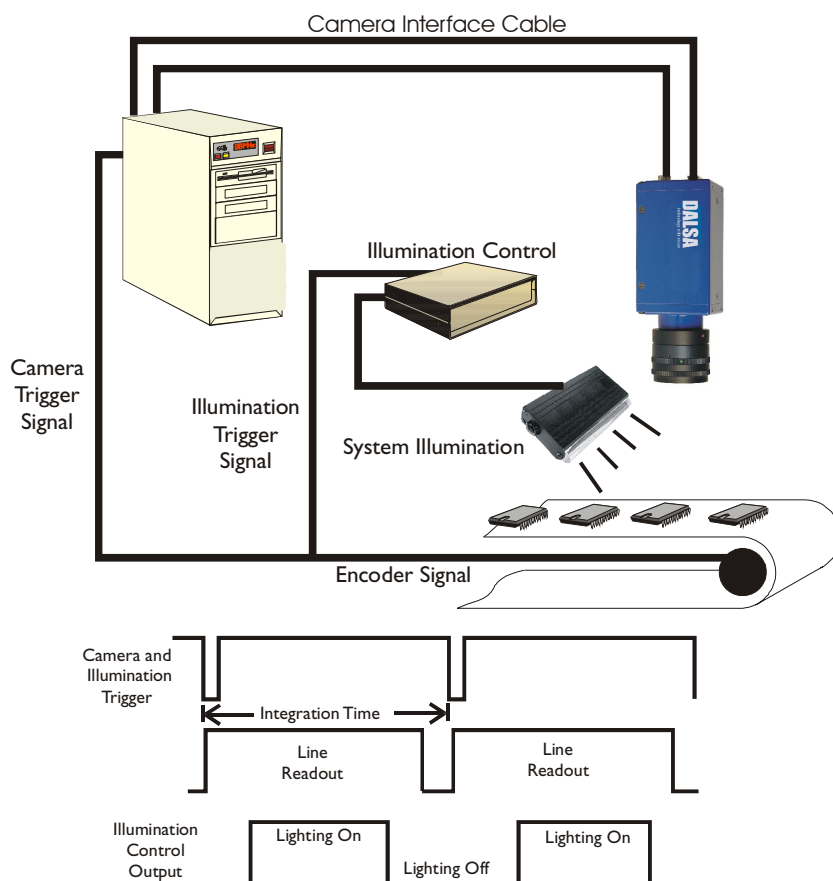 Camera Interface Cable
DALSA
Illumination Control
Camera
Trigger
Signal
Illumination
Trigger
Signal
System Illumination
Encoder Signal
Camera and
Illumination
Trigger
Integration Time
Line
Readout
Line
Readout
Illumination
Control
Output
Lighting On
Lighting Off
Lighting On